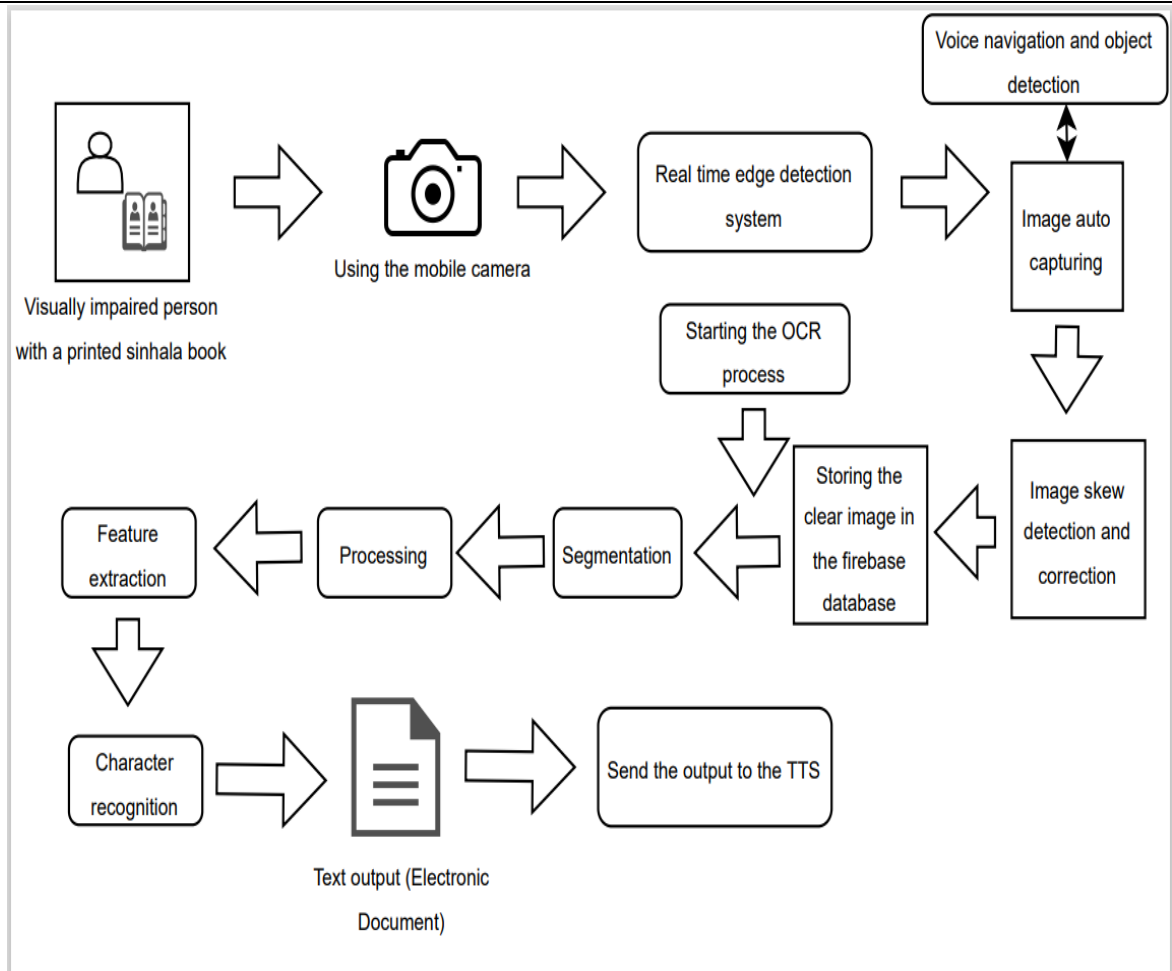 Voice navigation and object
detection
Visually impaired person
with a printed sinhala book
Using the mobile camera
Real time edge detection
system
Image auto
capturing
Starting the OCR
process
Image skew
detection and
correction
Storing the
clear image in
the firebase
database
Segmentation
Processing
Feature
extraction
Character
recognition
Text output (Electronic
Document)
Send the output to the TTS